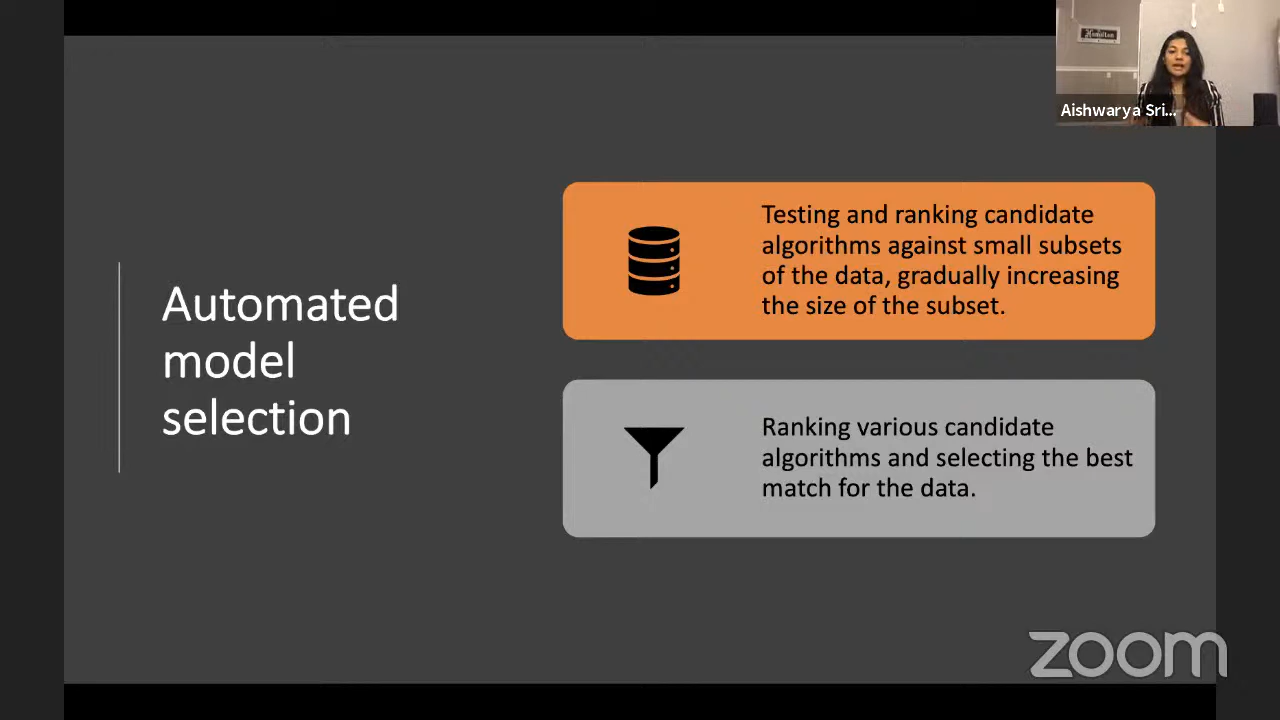 Hamilton
Aishwarya Sri...
Testing and ranking candidate
algorithms against small subsets
of the data, gradually increasing
the size of the subset.
Automated
model
selection
Ranking various candidate
algorithms and selecting the best
match for the data.
zoom